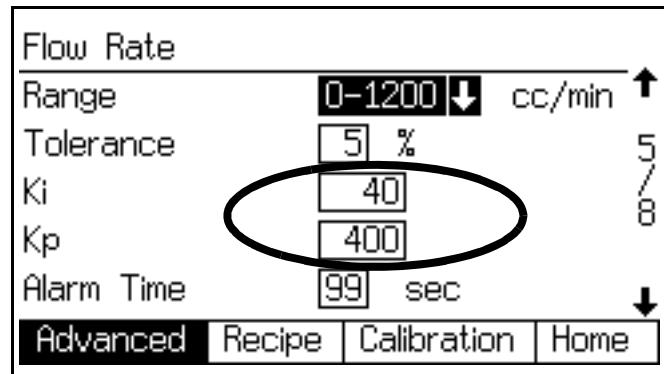 Flow Rate
Range 0-1200 cc/min
Tolerance 5 %
Ki 40
Kp 400
Alarm Time 99 sec
5/8
Advanced Recipe Calibration Home